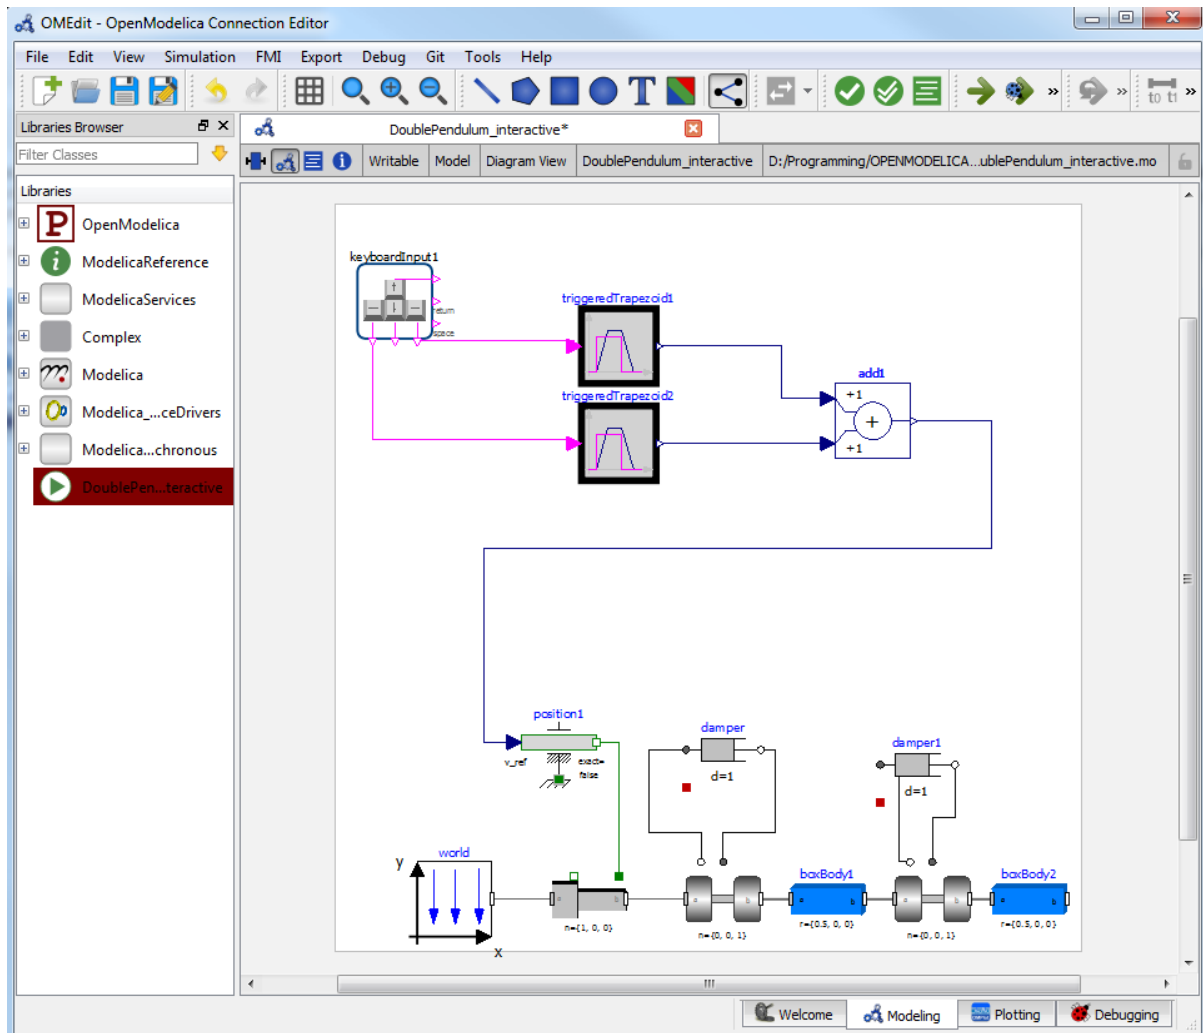 OMEdit - OpenModelica Connection Editor
File Edit View Simulation FMI Export Debug Git Tools Help
T » » to t1 »
Libraries Browser
DoublePendulum_interactive*
Filter Classes
Writable Model Diagram View DoublePendulum_interactive D:/Programming/OPENMODELICA...ublePendulum_interactive.mo
Libraries
P OpenModelica
i ModelicaReference
ModelicaServices
Complex
Modelica
Modelica_...ceDrivers
Modelica...chronous
DoublePen...teractive
keyboardInput1
return
space
triggeredTrapezoid1
triggeredTrapezoid2
add1
+1
+
+1
position1
v_ref
exact=
false
damper
d=1
damper1
d=1
world
y
x
a b
n={1, 0, 0}
a b
n={0, 0, 1}
boxBody1
a b
r={0.5, 0, 0}
a b
n={0, 0, 1}
boxBody2
a b
r={0.5, 0, 0}
Welcome Modeling Plotting Debugging